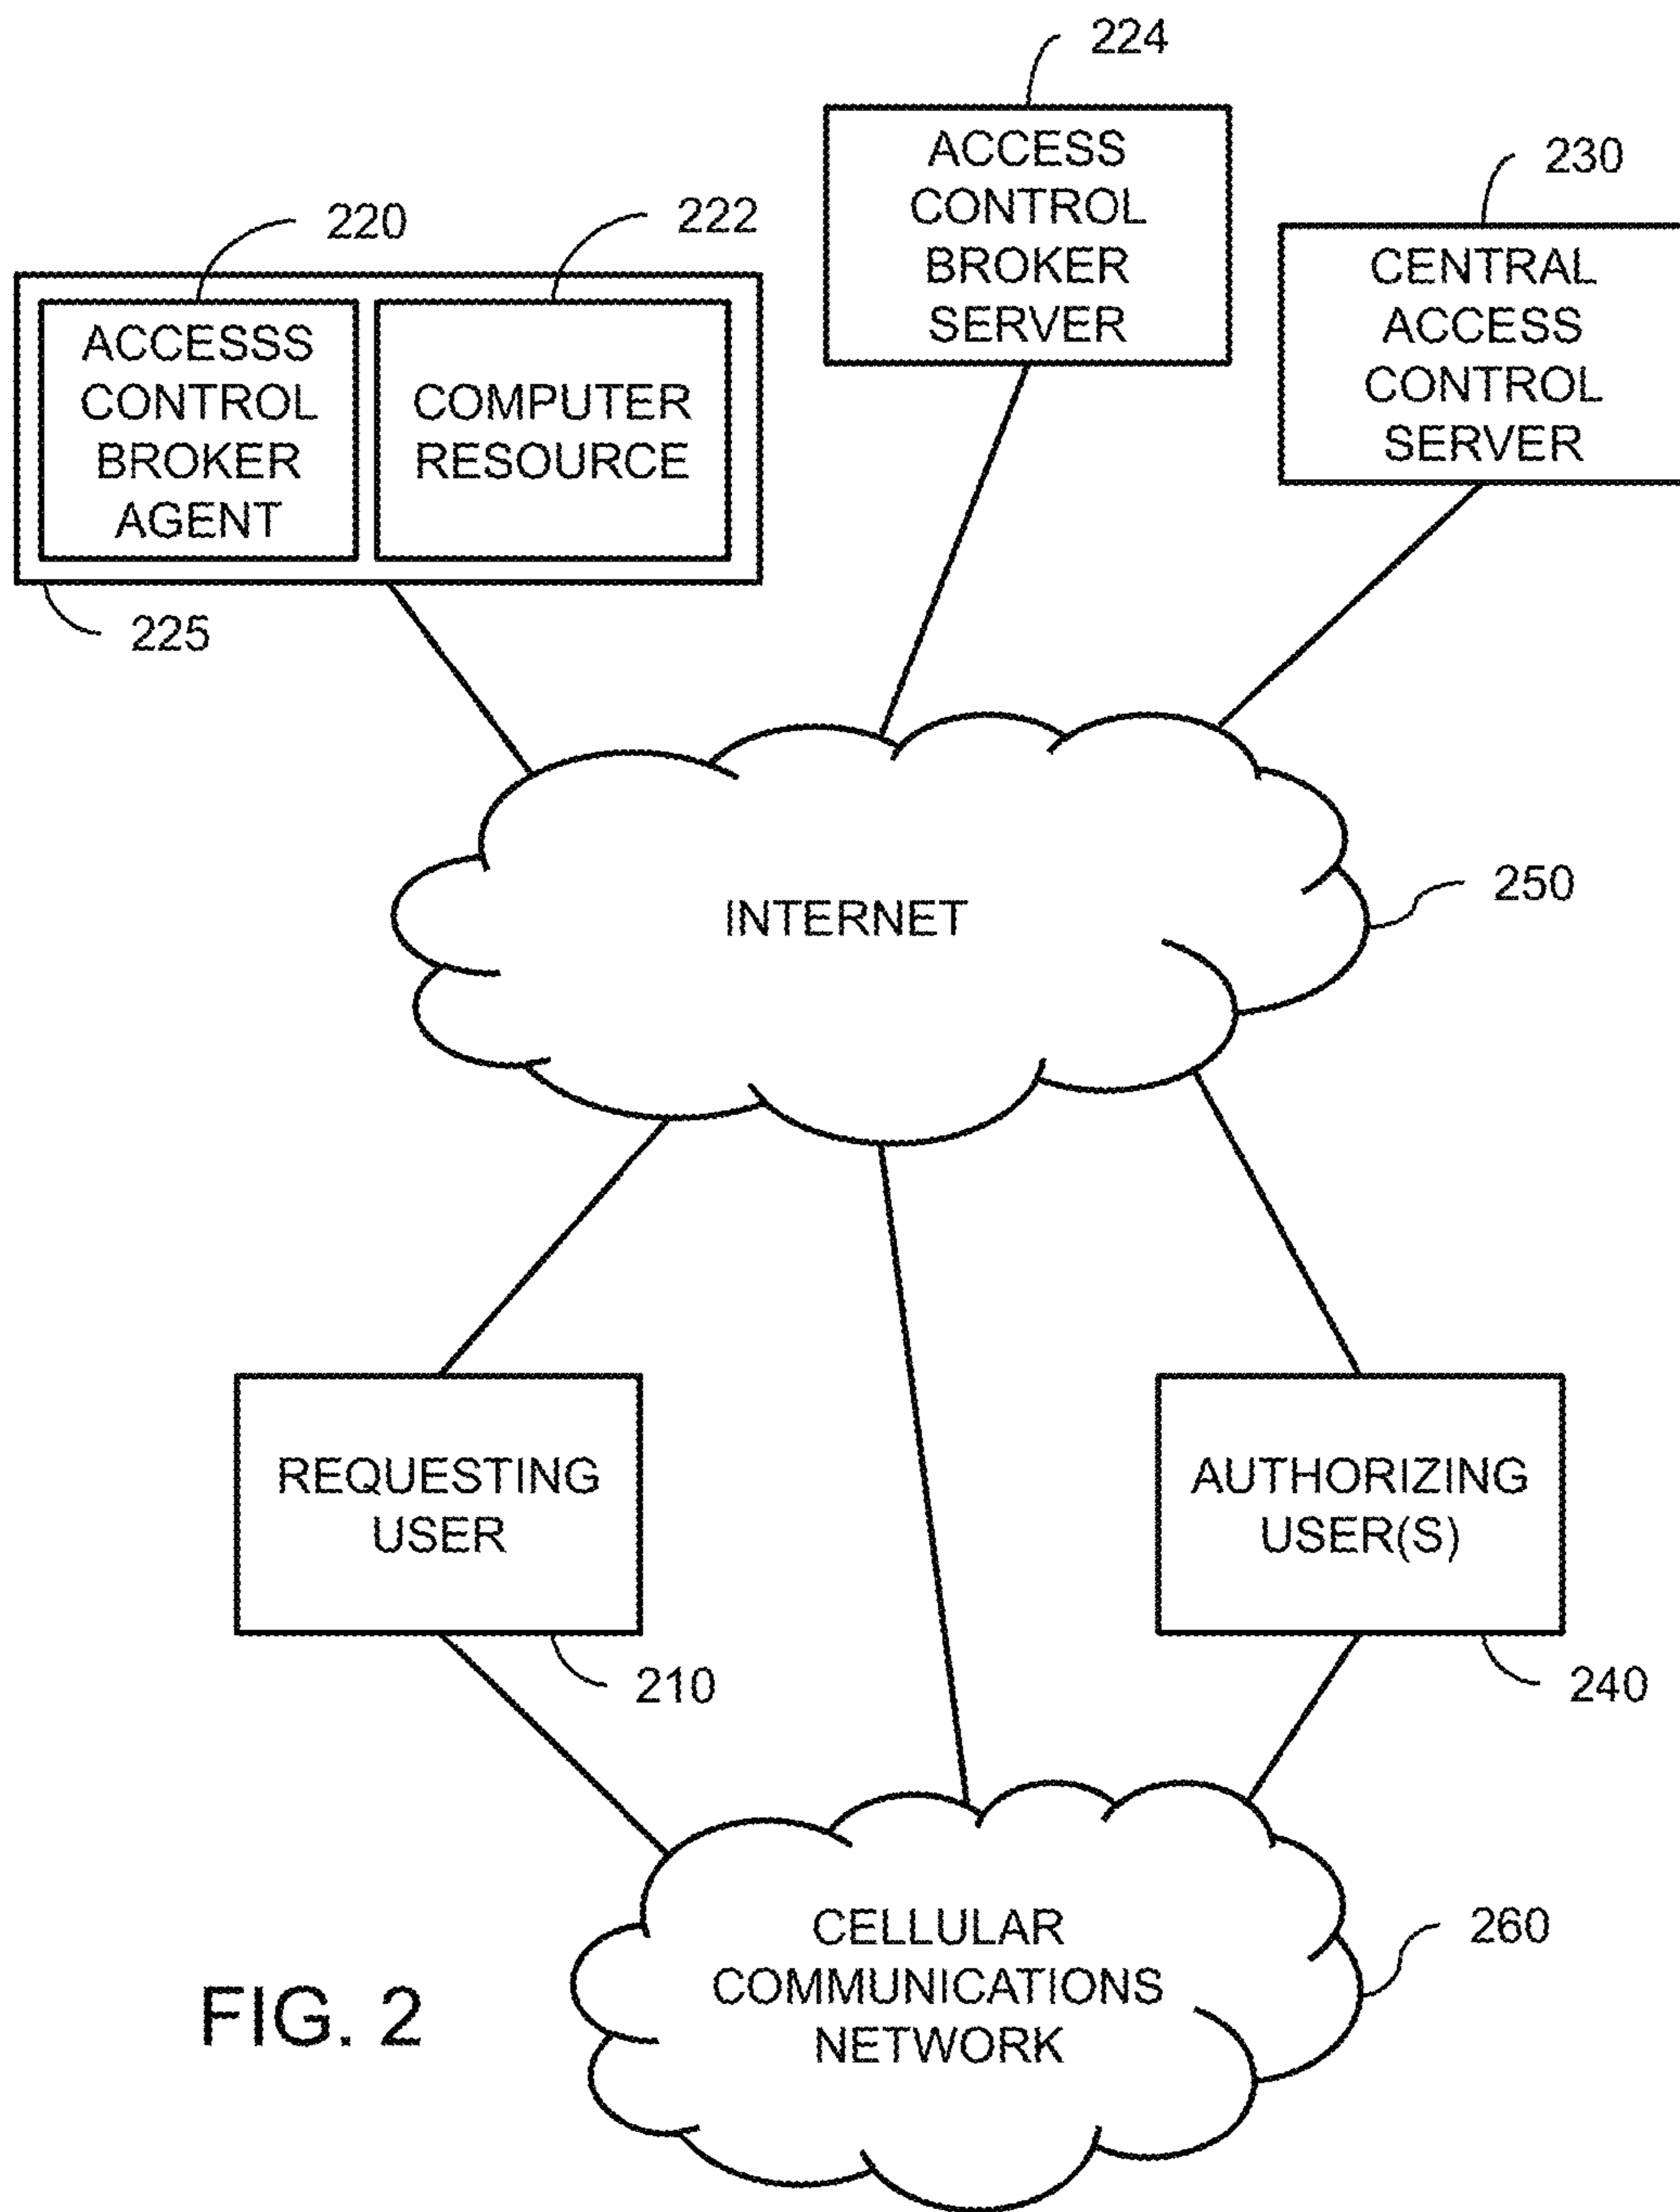 224
ACCESS
CONTROL
BROKER
SERVER
230
CENTRAL
ACCESS
CONTROL
SERVER
220
222
ACCESSS
CONTROL
BROKER
AGENT
COMPUTER
RESOURCE
225
INTERNET
250
REQUESTING
USER
210
AUTHORIZING
USER(S)
240
CELLULAR
COMMUNICATIONS
NETWORK
260
FIG. 2